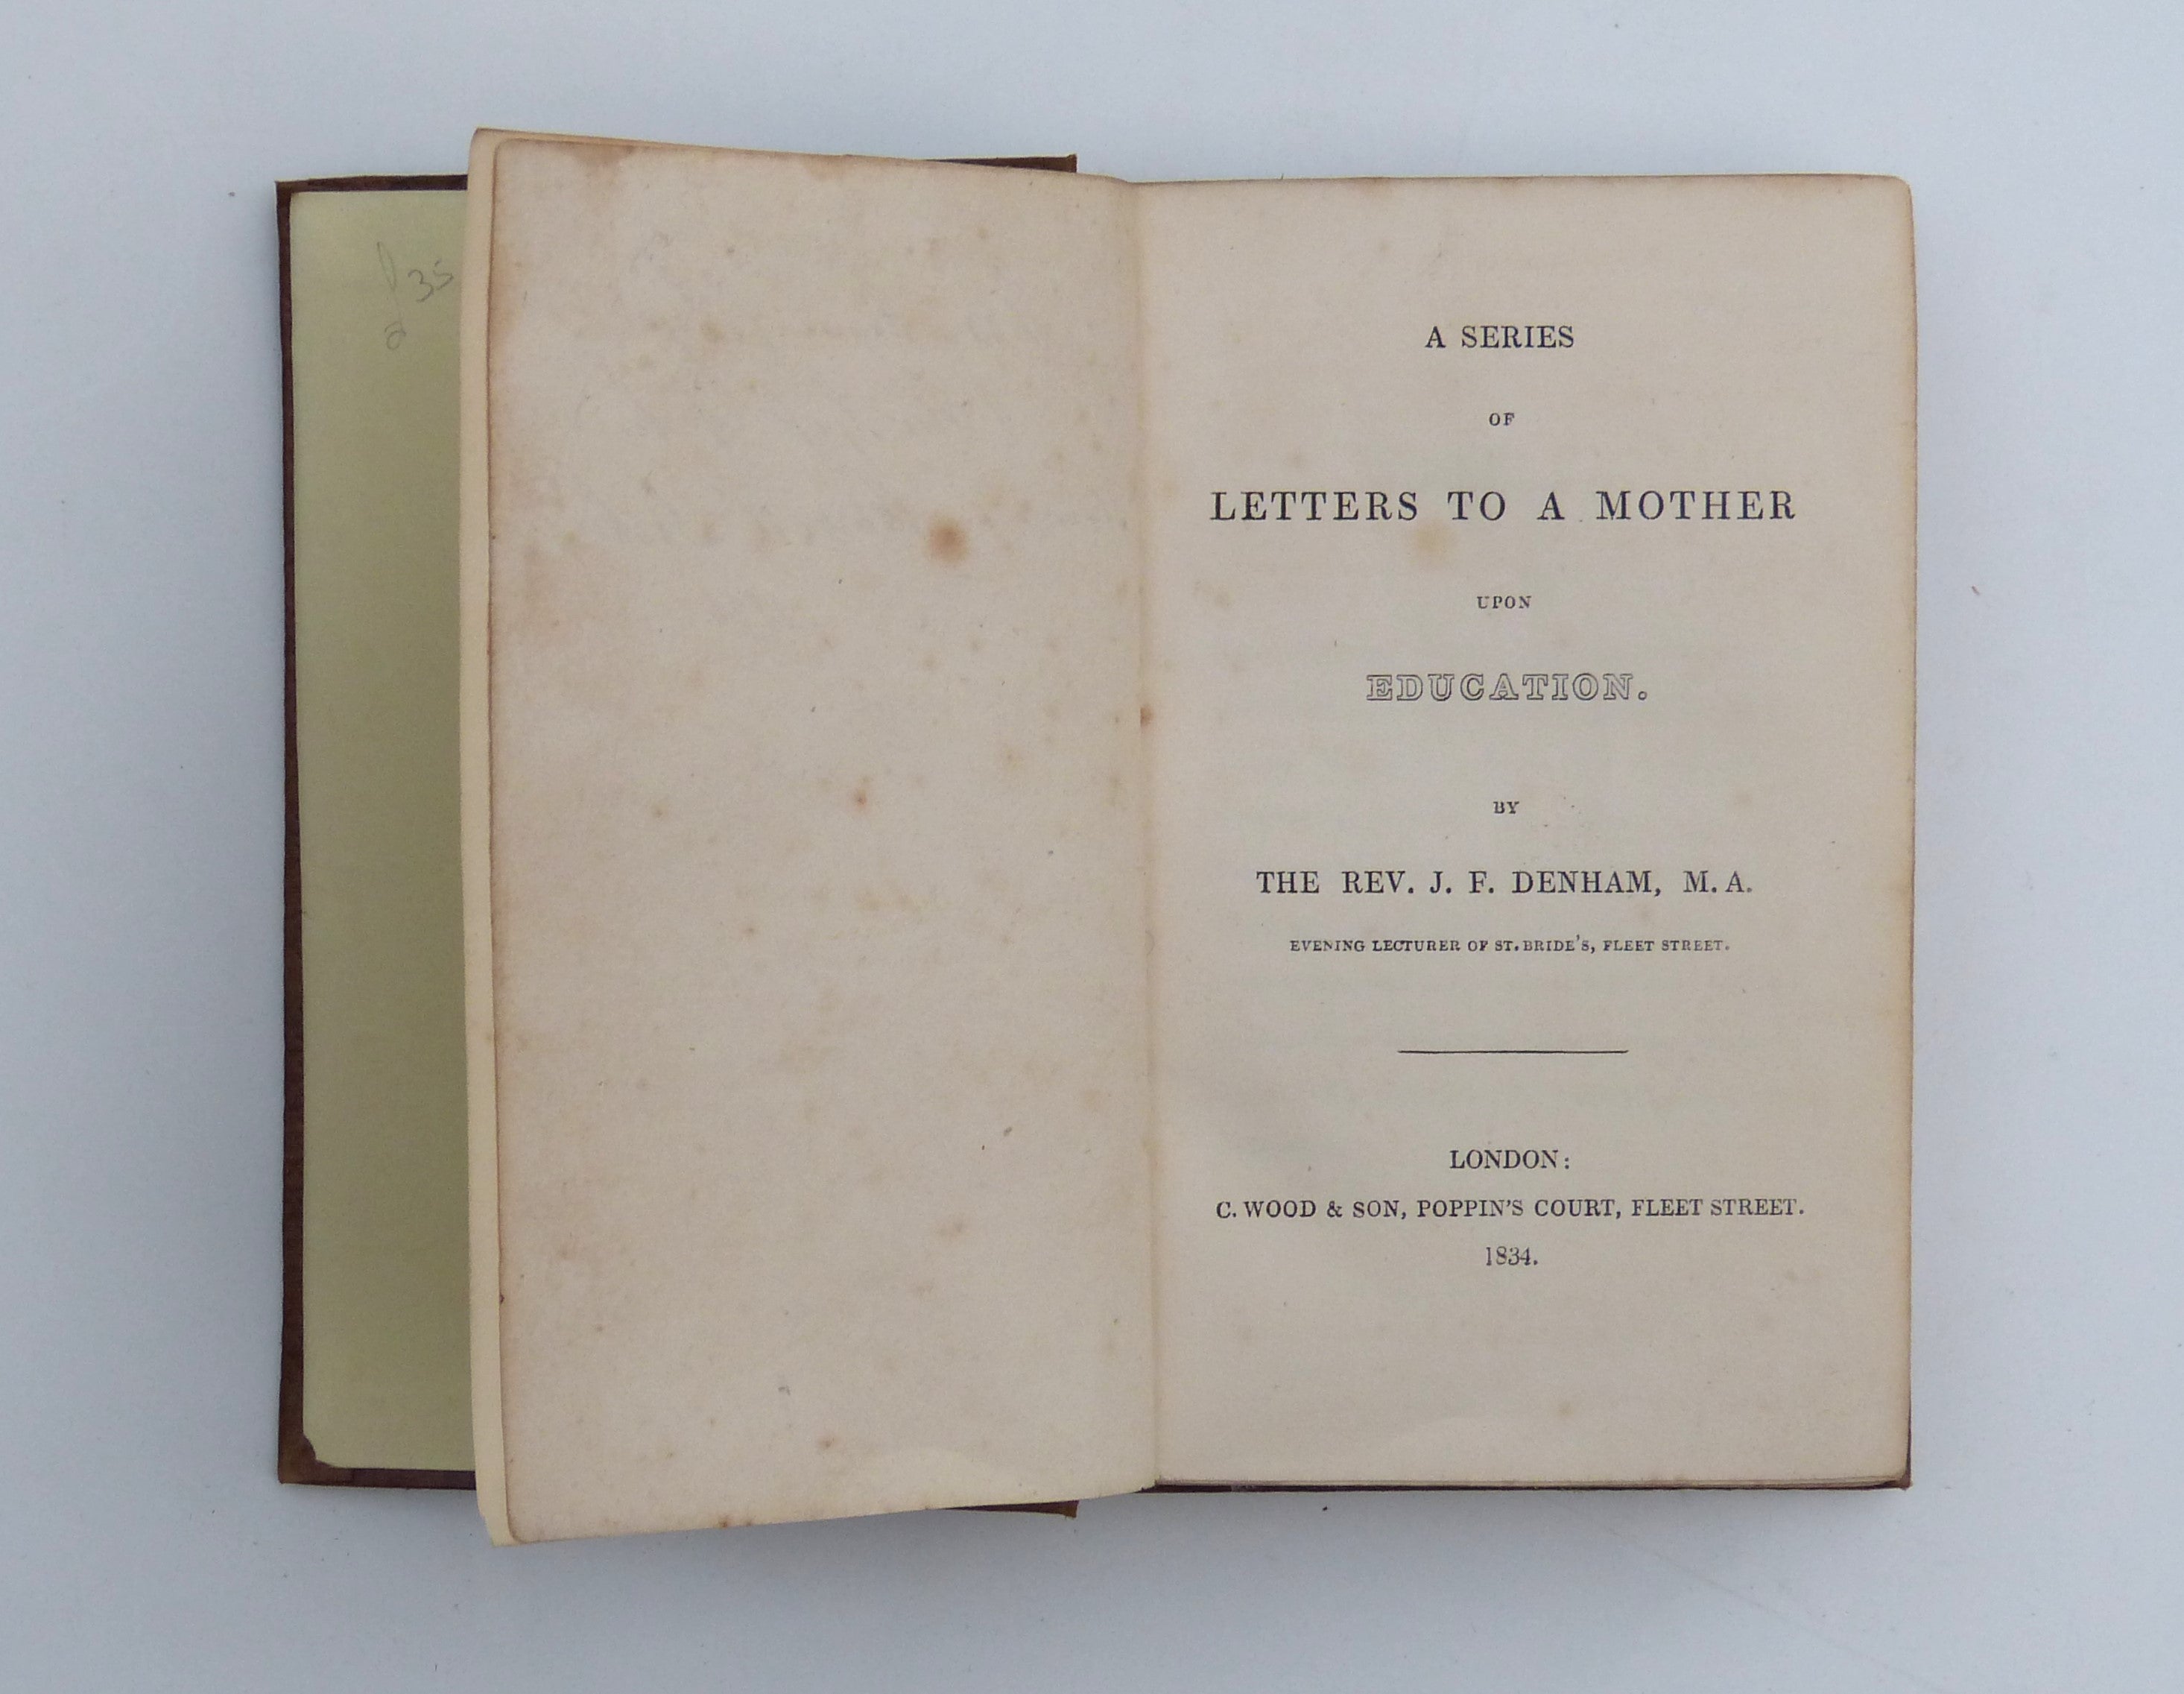 35
A SERIES
OF
LETTERS TO A MOTHER
UPON
EDUCATION.
BY
THE REV. J. F. DENHAM, M. A.
EVENING LECTURER OF ST. BRIDE'S, FLEET STREET.
LONDON:
C. WOOD & SON, POPPIN'S COURT, FLEET STREET.
1834.